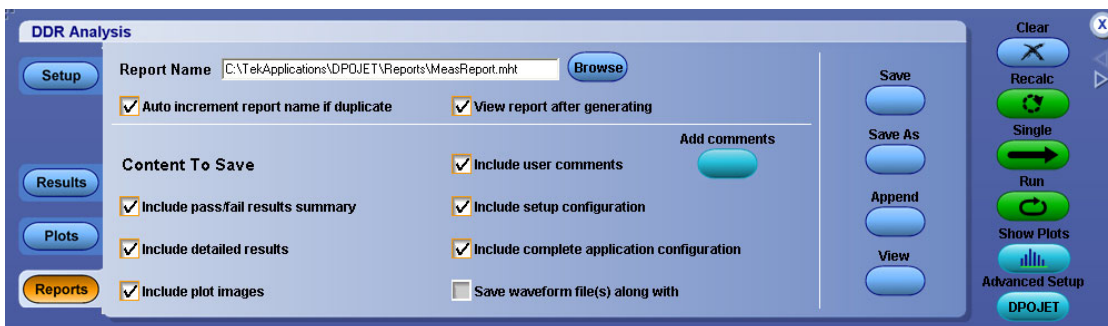 DDR Analysis
Setup
Results
Plots
Reports
Report Name C:\TekApplications\DPOJET\Reports\MeasReport.mht Browse
Auto increment report name if duplicate
View report after generating
Content To Save
Include user comments
Add comments
Include pass/fail results summary
Include setup configuration
Include detailed results
Include complete application configuration
Include plot images
Save waveform file(s) along with
Save
Save As
Append
View
Clear
X
Recalc
Single
Run
Show Plots
Advanced Setup
DPOJET